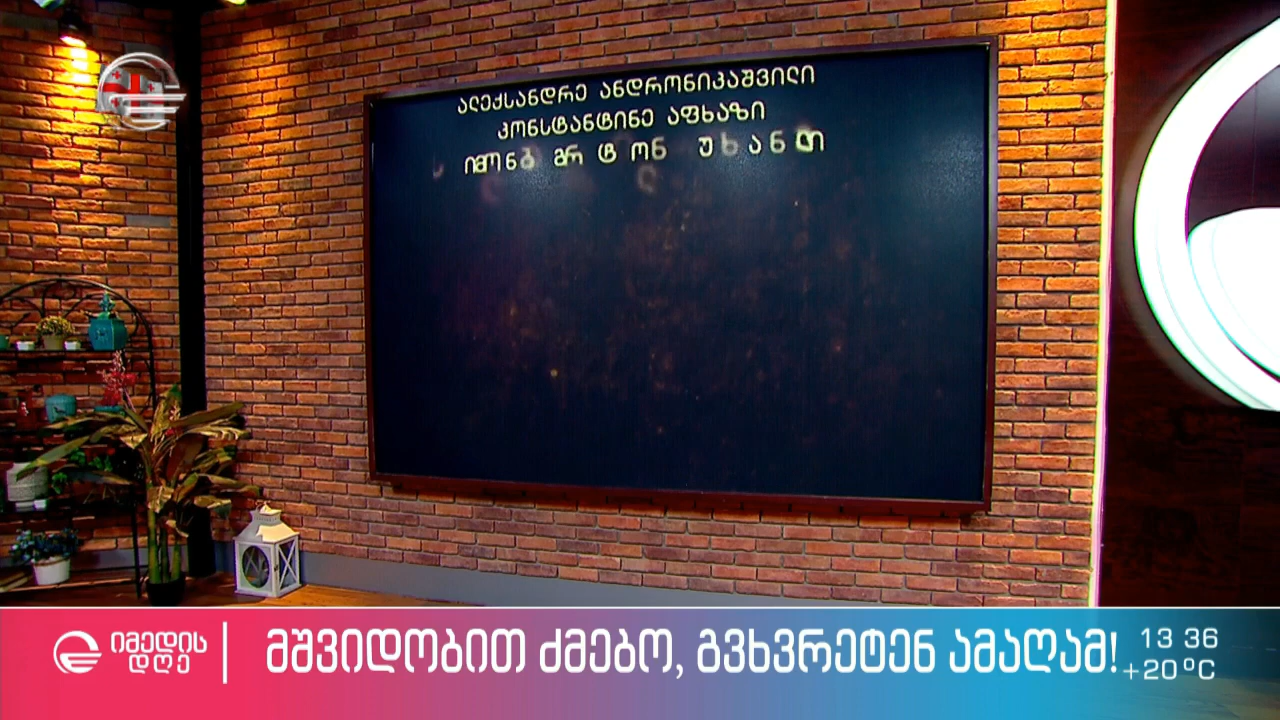 ალექსანდრე ანდრონიკაშვილი
კონსტანტინე აფხაზი
იმედის
დღე
მშვიდობით ძმებო, გვხვრეტენ ამაღამ!
13 36
+20°C